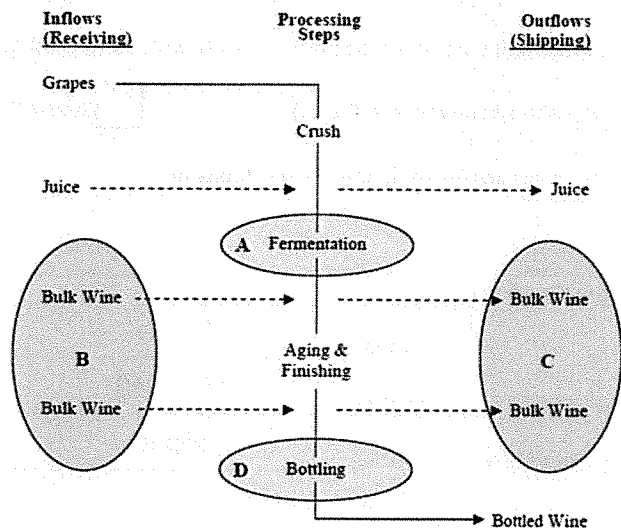 Inflows
(Receiving)
Processing
Steps
Outflows
(Shipping)
Grapes
Crush
Juice
Juice
A Fermentation
Bulk Wine
Bulk Wine
B
Aging &
Finishing
C
Bulk Wine
Bulk Wine
D Bottling
Bottled Wine